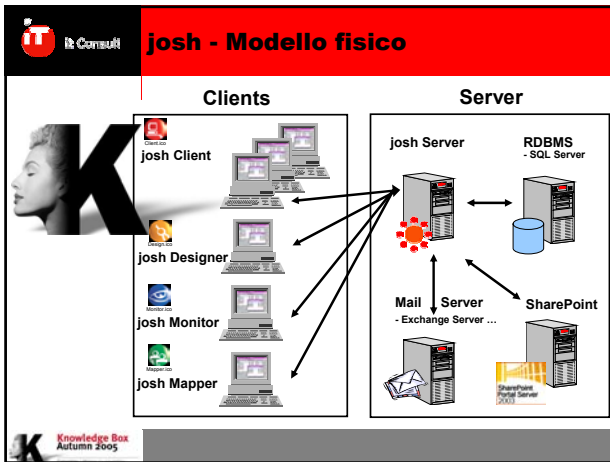 iT
it Consult
josh - Modello fisico
Clients
Server
K
Client.ico
josh Client
Design.ico
josh Designer
Monitor.ico
josh Monitor
Mapper.ico
josh Mapper
josh Server
RDBMS
- SQL Server
Mail Server
- Exchange Server ...
SharePoint
SharePoint
Portal Server
2003
K
Knowledge Box
Autumn 2005